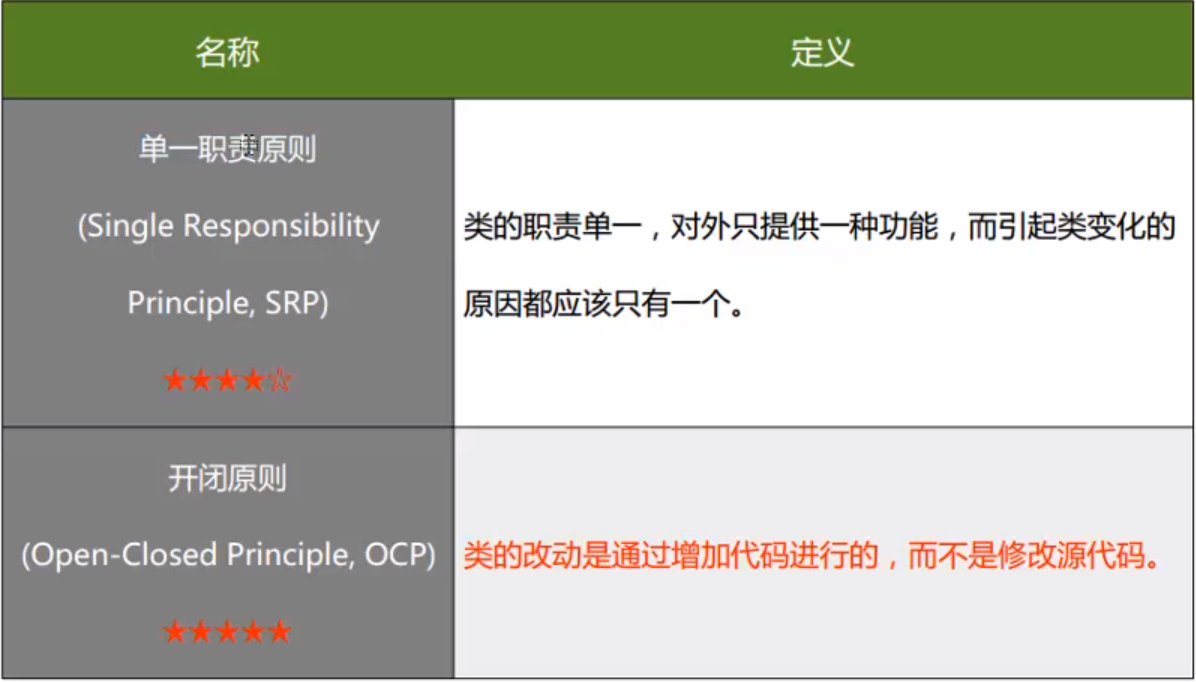 名称
定义
单一职责原则
(Single Responsibility
Principle, SRP)
★★★★☆
类的职责单一，对外只提供一种功能，而引起类变化的
原因都应该只有一个。
开闭原则
(Open-Closed Principle, OCP)
★★★★★
类的改动是通过增加代码进行的，而不是修改源代码。